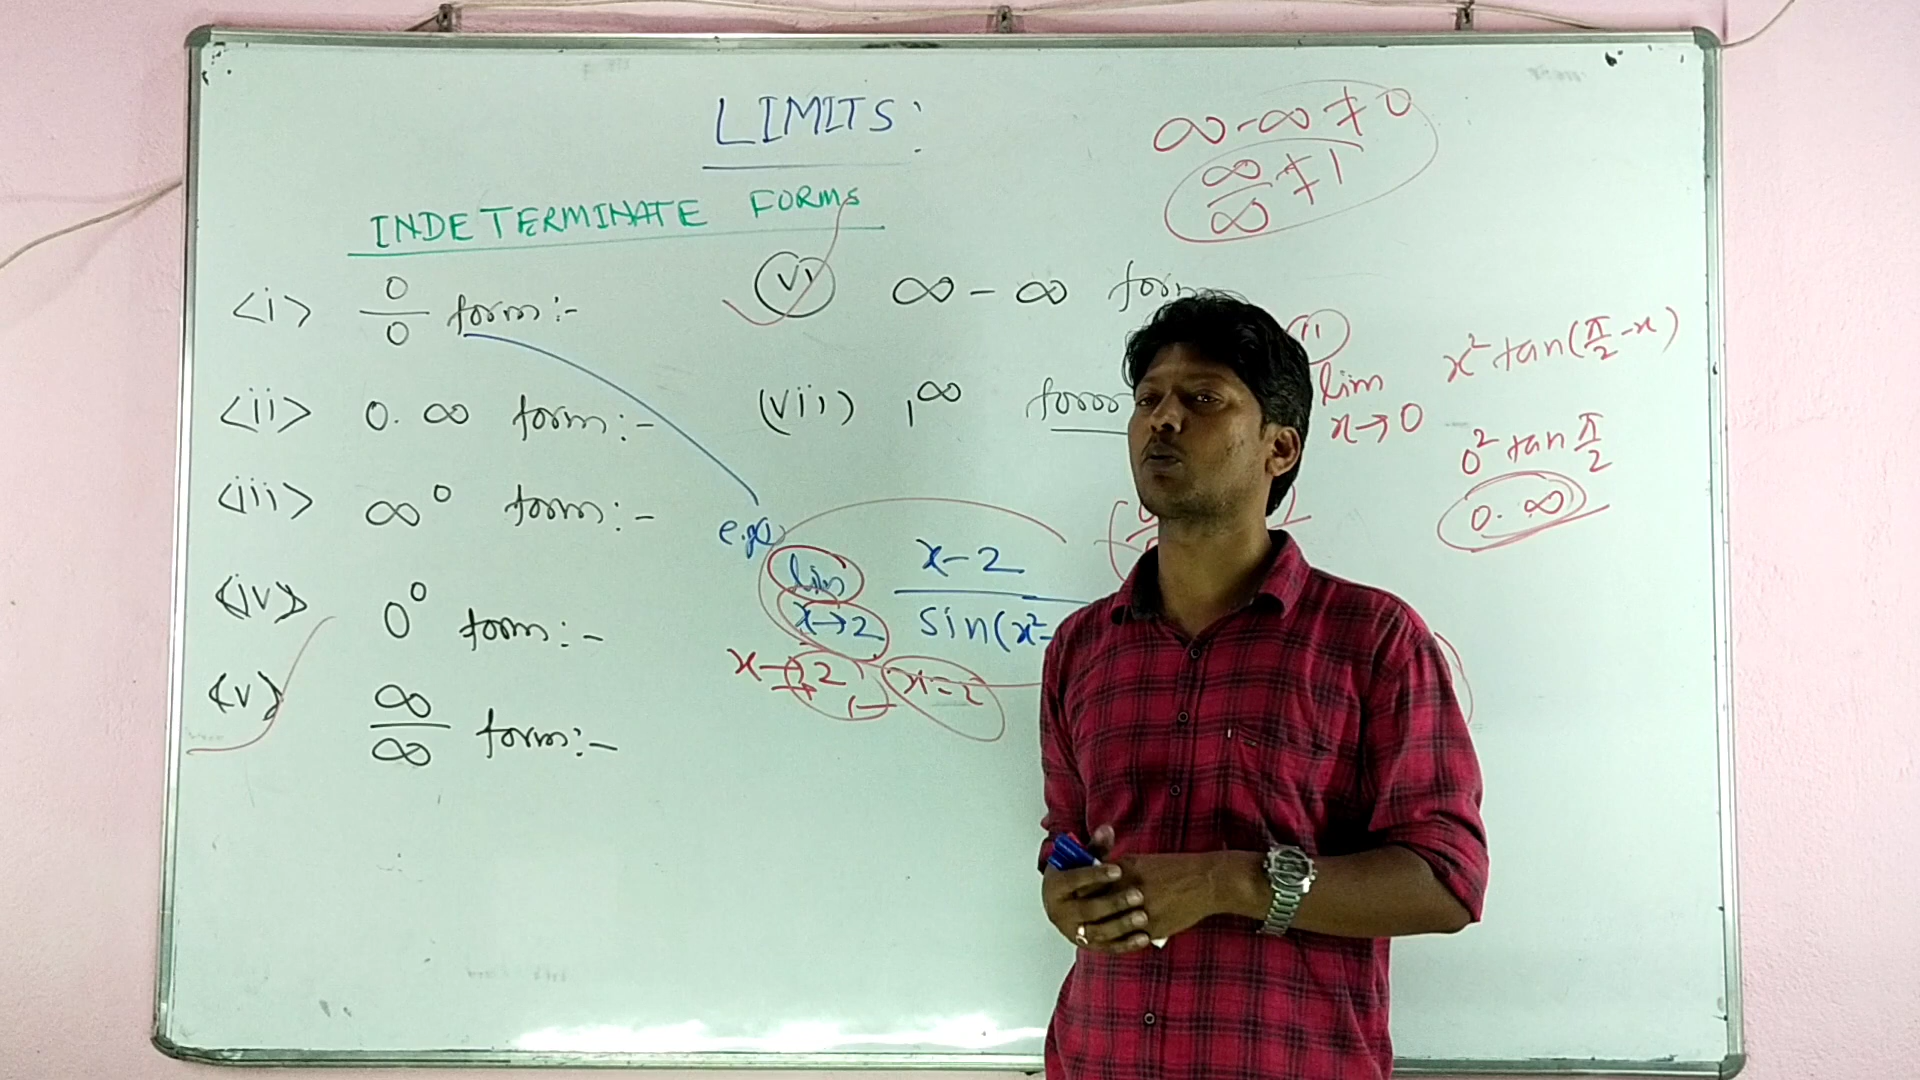 LIMITS:
INDETERMINATE FORMS
<i> 0/0 form:-
<ii> 0.∞ form:-
<iii> ∞⁰ form:-
<iv> 0⁰ form:-
<v> ∞/∞ form:-
(vi) ∞-∞ form
(vii) 1^∞ form
e.g.
lim x→2 x-2/sin(x²-
x→2, x=2
∞-∞≠0
∞/∞≠1
lim x→0 x² tan(π/2-x)
0² tan π/2
0.∞